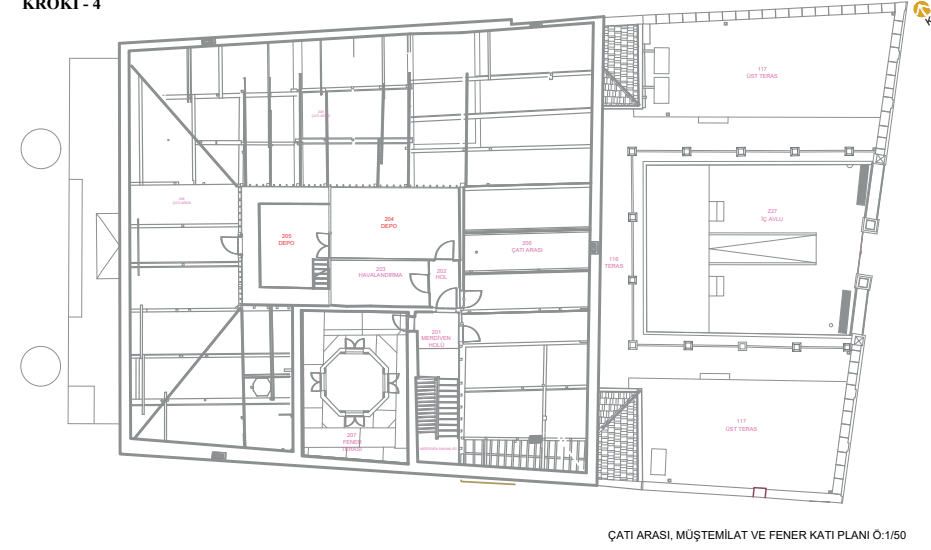 KROKİ - 4
117
ÜST TERAS
206
ÇATI ARASI
204
DEPO
205
DEPO
203
HAVALANDIRMA
202
HOL
201
MERDİVEN
HOLÜ
207
FENER
TERASI
116
TERAS
Z27
İÇ AVLU
117
ÜST TERAS
ÇATI ARASI, MÜŞTEMİLAT VE FENER KATI PLANI Ö:1/50